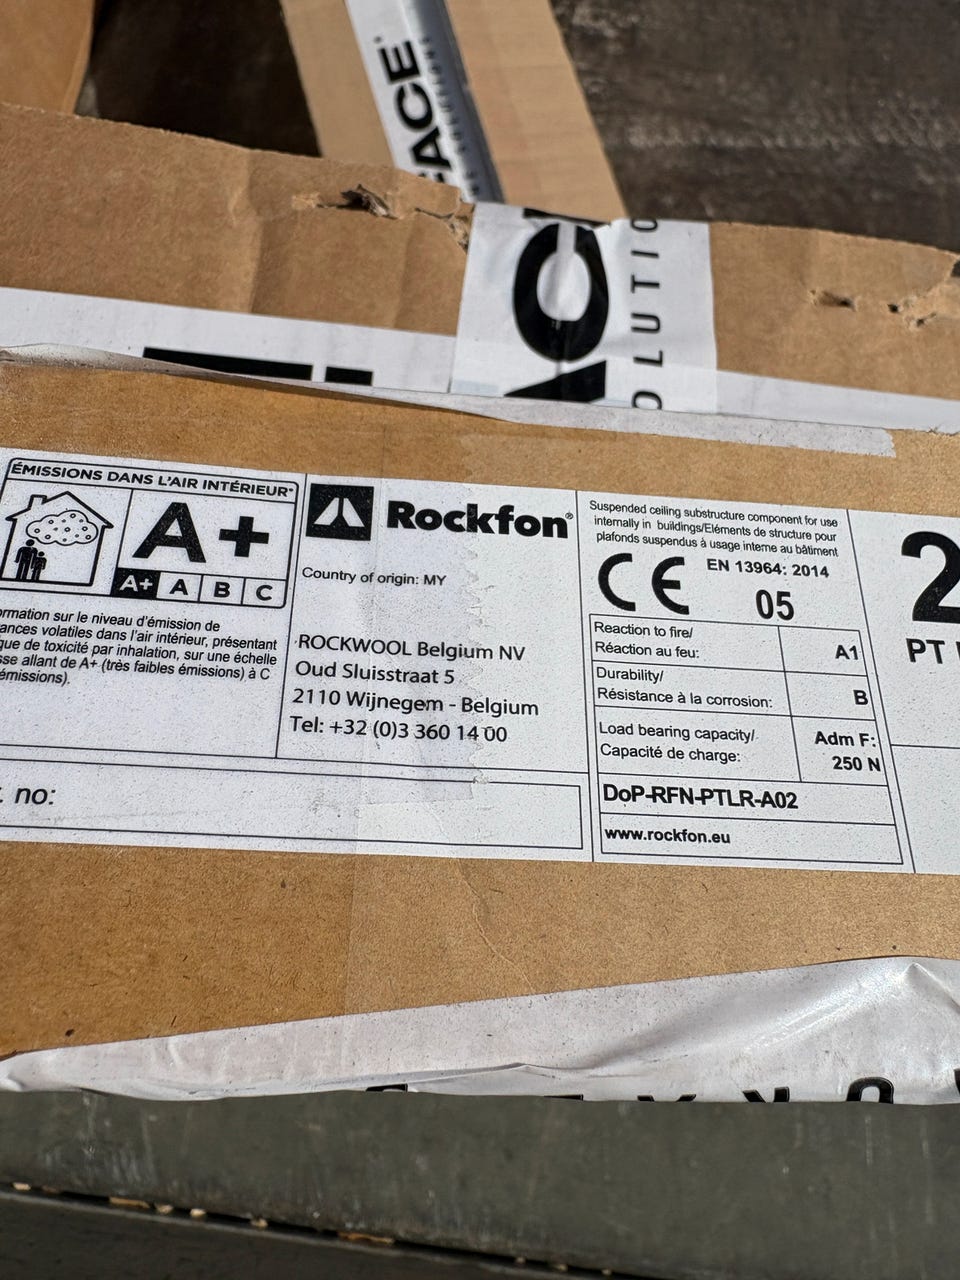 ACE
OLUTIO
ÉMISSIONS DANS L'AIR INTÉRIEUR*
A+
A+ A B C
ormation sur le niveau d'émission de
ances volatiles dans l'air intérieur, présentant
que de toxicité par inhalation, sur une échelle
sse allant de A+ (très faibles émissions) à C
émissions).
. no:
Rockfon®
Country of origin: MY
ROCKWOOL Belgium NV
Oud Sluisstraat 5
2110 Wijnegem - Belgium
Tel: +32 (0)3 360 14 00
Suspended ceiling substructure component for use
internally in buildings/Eléments de structure pour
plafonds suspendus à usage interne au bâtiment
CE EN 13964: 2014
05
Reaction to fire/
Réaction au feu: A1
Durability/
Résistance à la corrosion: B
Load bearing capacity/
Capacité de charge: Adm F:
250 N
DoP-RFN-PTLR-A02
www.rockfon.eu
2
PT